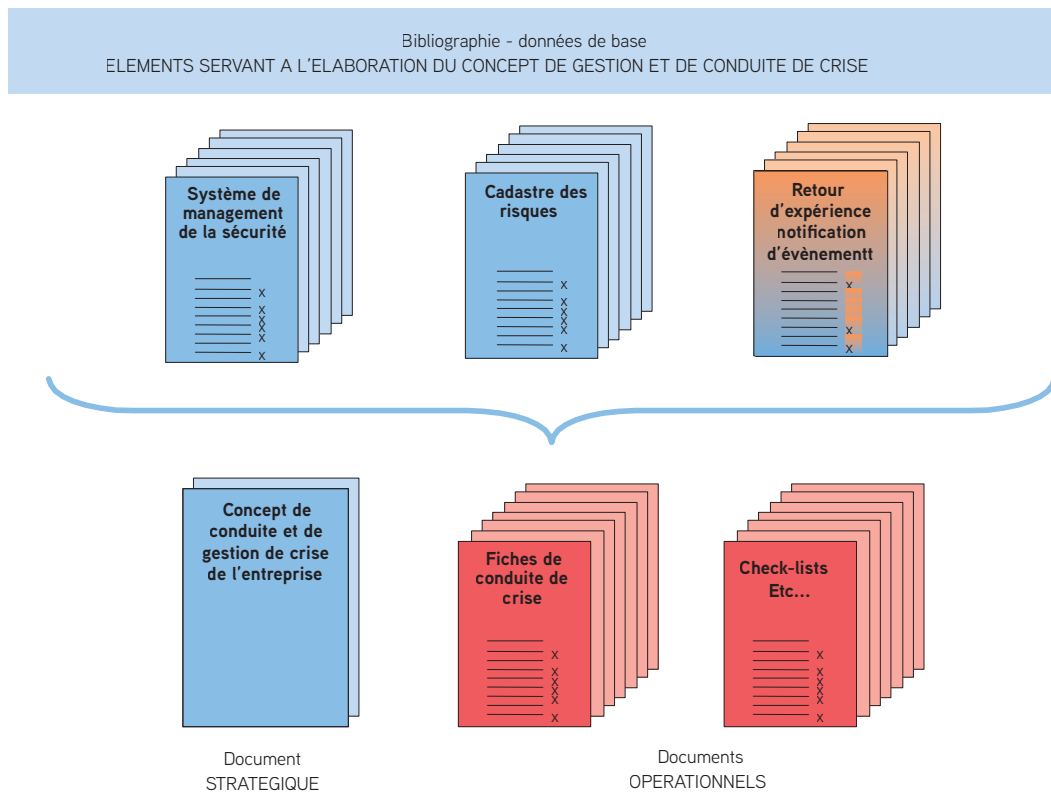 Bibliographie - données de base
ELEMENTS SERVANT A L'ELABORATION DU CONCEPT DE GESTION ET DE CONDUITE DE CRISE
Système de
management
de la sécurité
X
X
X
X
X
X
Cadastre des
risques
X
X
X
X
X
X
Retour
d'expérience
notification
d'évènementt
X
X
X
Concept de
conduite et de
gestion de crise
de l'entreprise
Fiches de
conduite de
crise
X
X
X
X
X
X
Check-lists
Etc...
X
X
X
X
X
X
Document
STRATEGIQUE
Documents
OPERATIONNELS